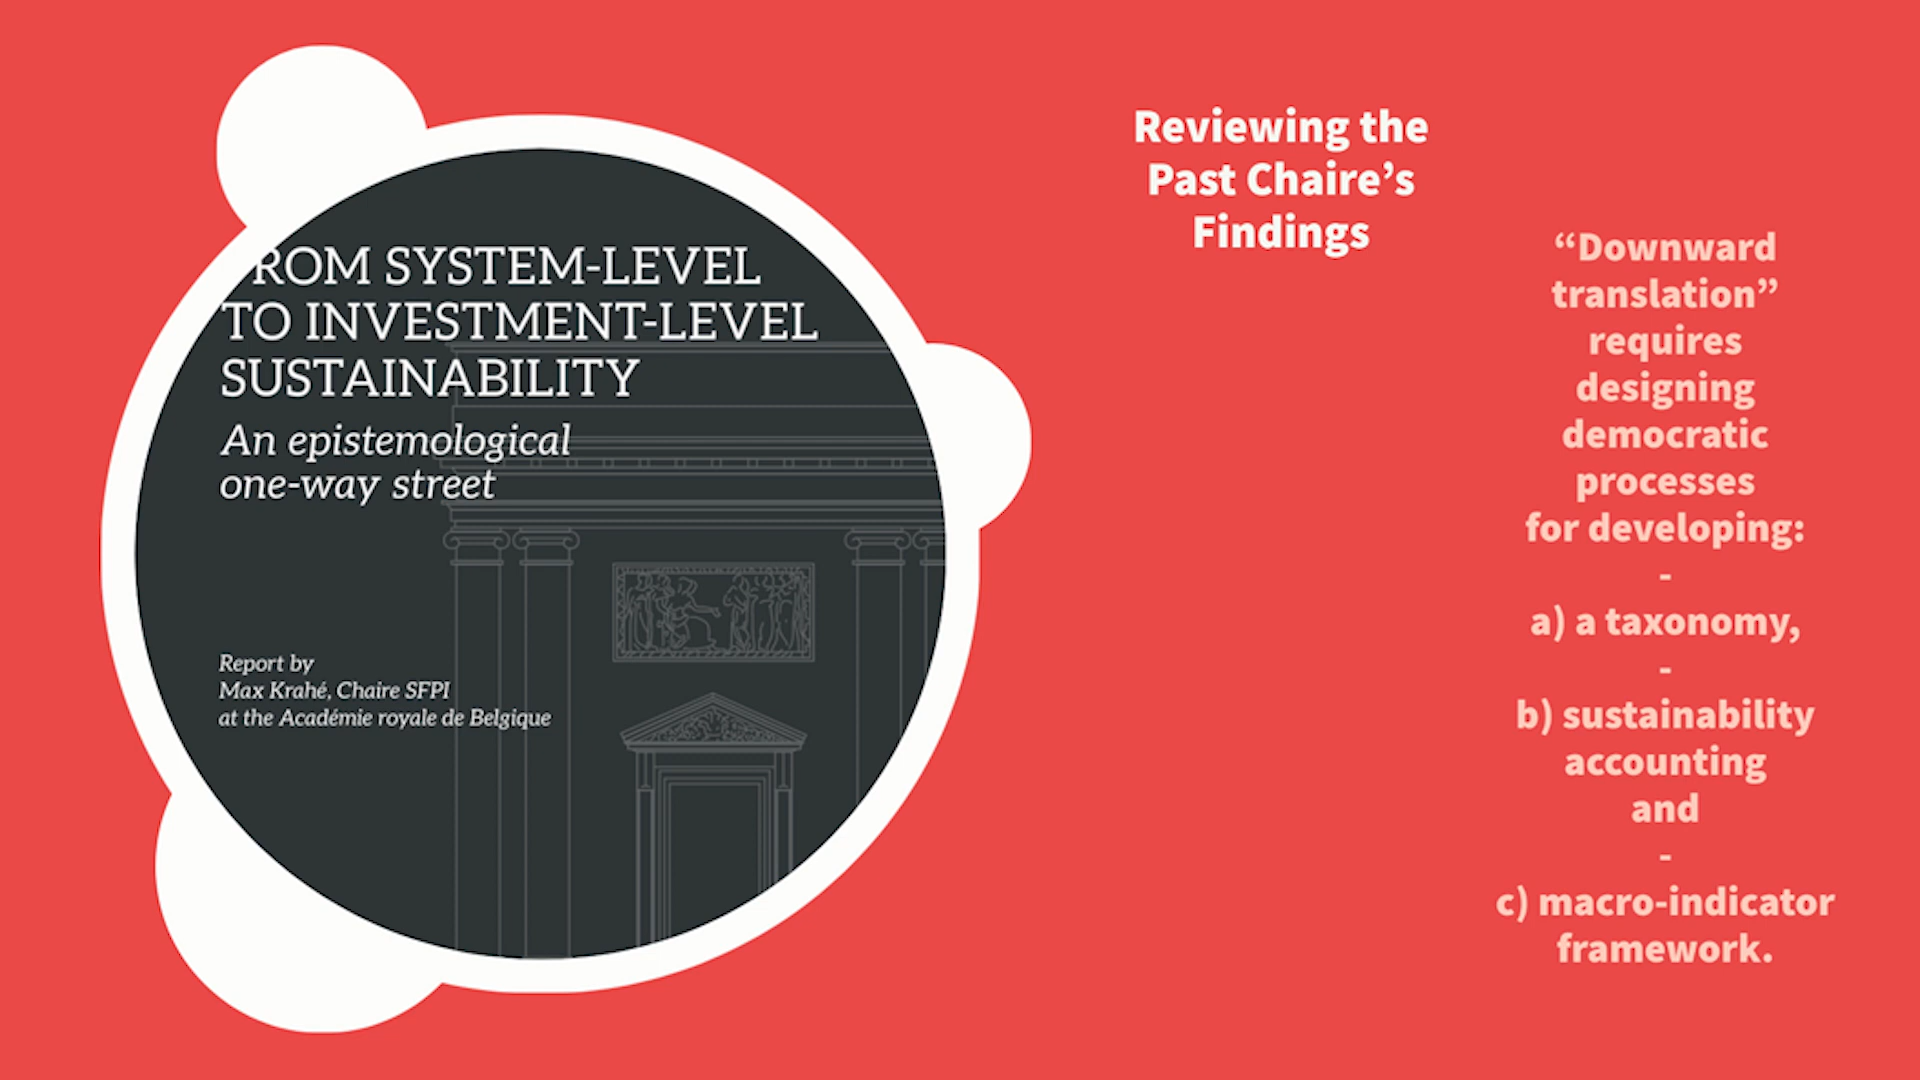 ROM SYSTEM-LEVEL
TO INVESTMENT-LEVEL
SUSTAINABILITY
An epistemological
one-way street
Report by
Max Krahé, Chaire SFPI
at the Académie royale de Belgique
Reviewing the
Past Chaire’s
Findings
“Downward
translation”
requires
designing
democratic
processes
for developing:
-
a) a taxonomy,
-
b) sustainability
accounting
and
-
c) macro-indicator
framework.